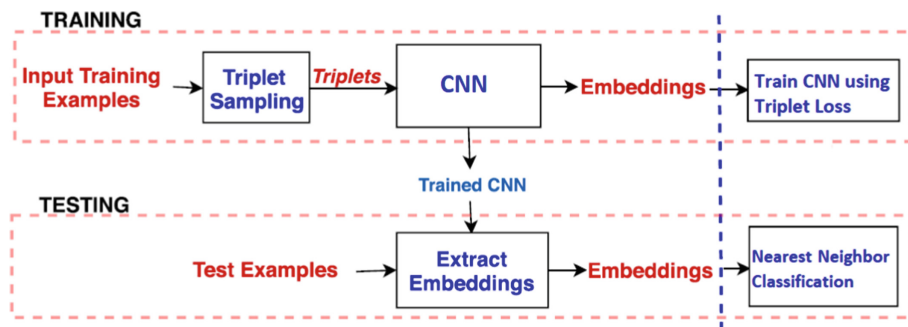 TRAINING
Input Training
Examples
Triplet
Sampling
Triplets
CNN
Embeddings
Train CNN using
Triplet Loss
Trained CNN
TESTING
Test Examples
Extract
Embeddings
Embeddings
Nearest Neighbor
Classification